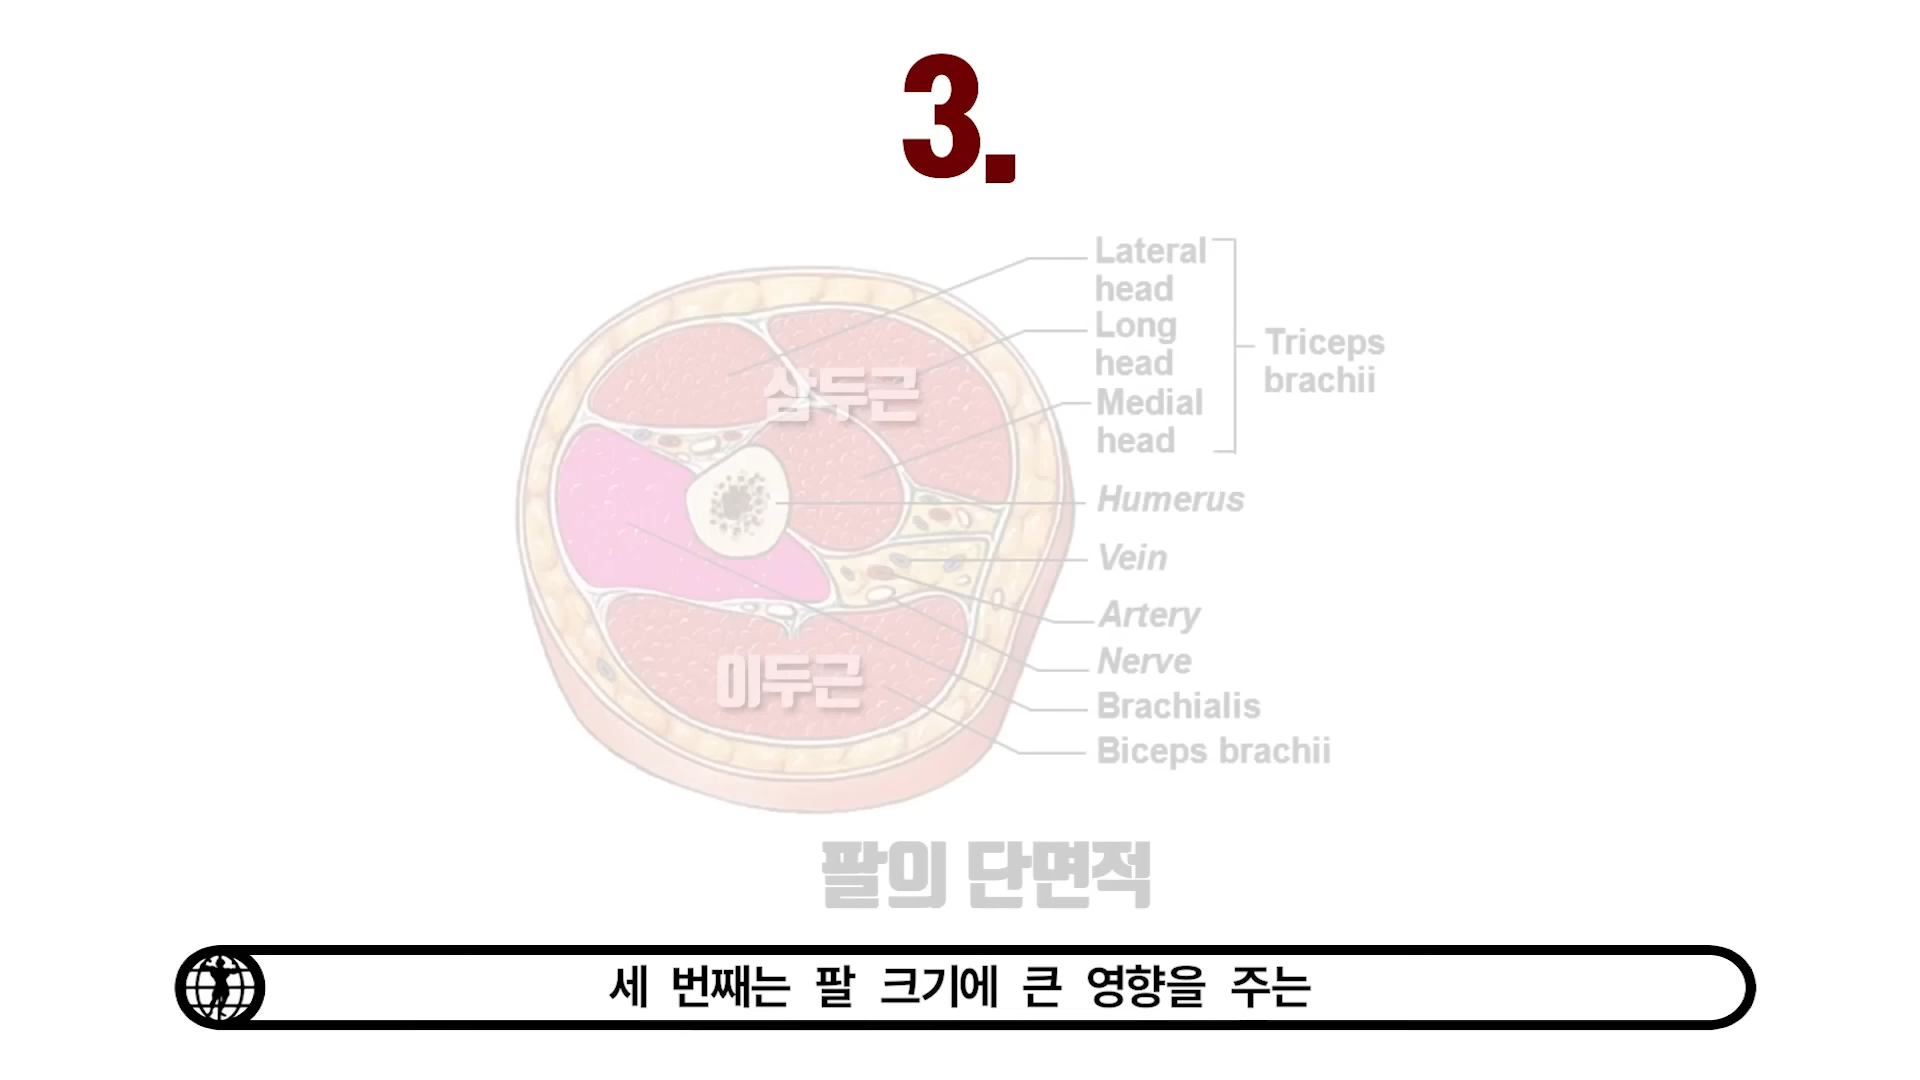 3.
Lateral
head
Long
head
Medial
head
Triceps
brachii
삼두근
Humerus
Vein
Artery
Nerve
이두근
Brachialis
Biceps brachii
팔의 단면적
세 번째는 팔 크기에 큰 영향을 주는